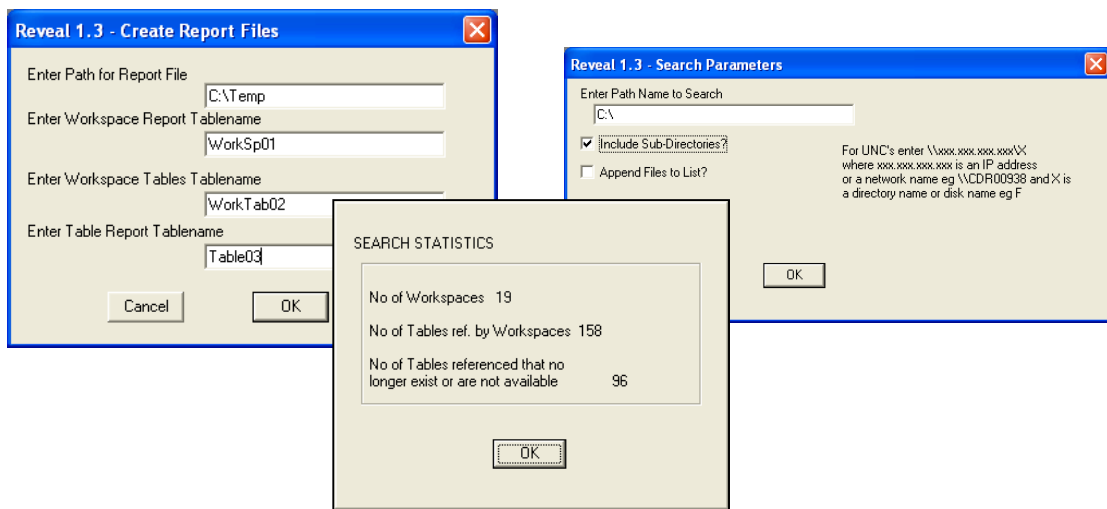 Reveal 1.3 - Create Report Files
Enter Path for Report File
C:\Temp
Enter Workspace Report Tablename
WorkSp01
Enter Workspace Tables Tablename
WorkTab02
Enter Table Report Tablename
Table03
Cancel
OK
Reveal 1.3 - Search Parameters
Enter Path Name to Search
C:\
Include Sub-Directories?
Append Files to List?
For UNC's enter \\xxx.xxx.xxx.xxx\X
where xxx.xxx.xxx.xxx is an IP address
or a network name eg \\CDR00938 and X is
a directory name or disk name eg F
OK
SEARCH STATISTICS
No of Workspaces 19
No of Tables ref. by Workspaces 158
No of Tables referenced that no
longer exist or are not available 96
OK